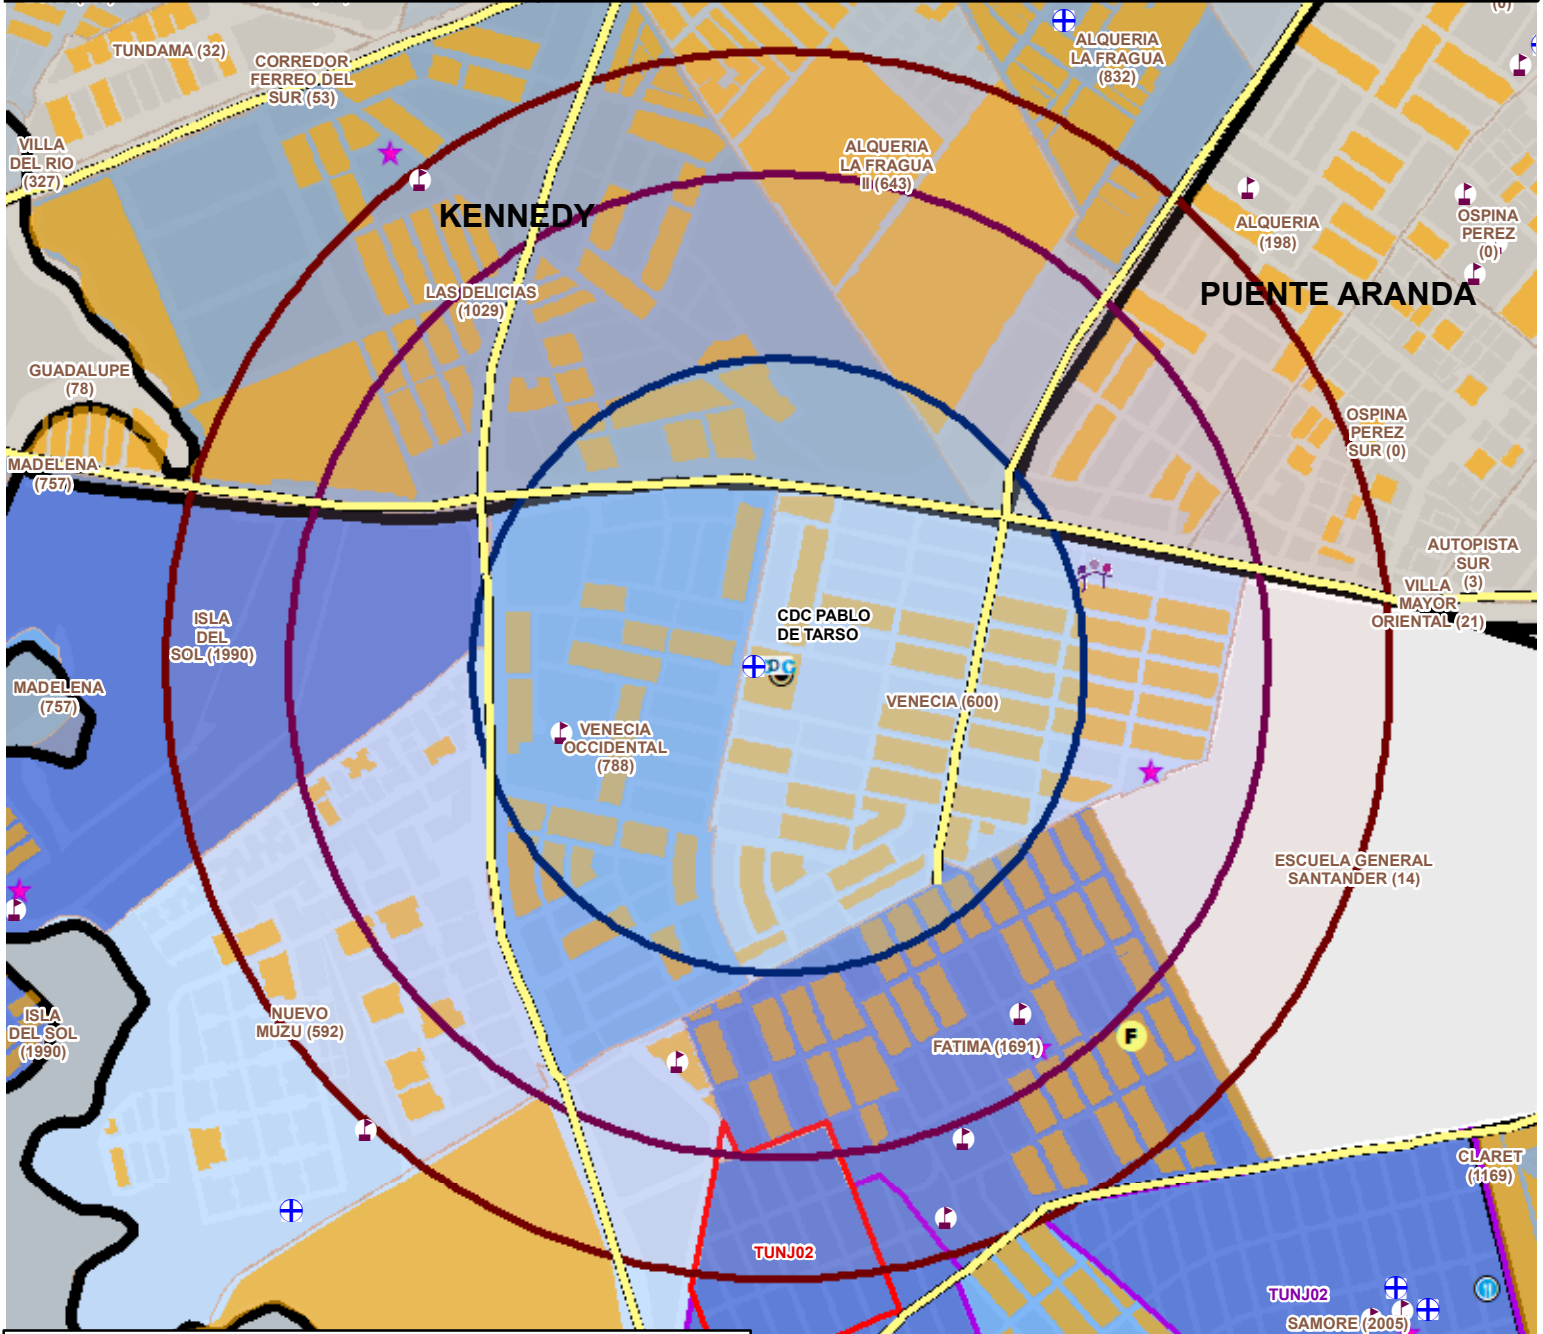 TUNDAMA (32)
CORREDOR
FERREO DEL
SUR (53)
ALQUERIA
LA FRAGUA
(832)
VILLA
DEL RIO
(327)
ALQUERIA
LA FRAGUA
II (643)
KENNEDY
ALQUERIA
(198)
OSPINA
PEREZ
(0)
PUENTE ARANDA
LAS DELICIAS
(1029)
GUADALUPE
(78)
OSPINA
PEREZ
SUR (0)
MADELENA
(757)
AUTOPISTA
SUR
(3)
VILLA
MAYOR
ORIENTAL (21)
ISLA
DEL
SOL (1990)
CDC PABLO
DE TARSO
MADELENA
(757)
VENECIA (600)
VENECIA
OCCIDENTAL
(788)
ESCUELA GENERAL
SANTANDER (14)
ISLA
DEL SOL
(1990)
NUEVO
MUZU (592)
FATIMA (1691)
F
CLARET
(1169)
TUNJ02
TUNJ02
SAMORE (2005)